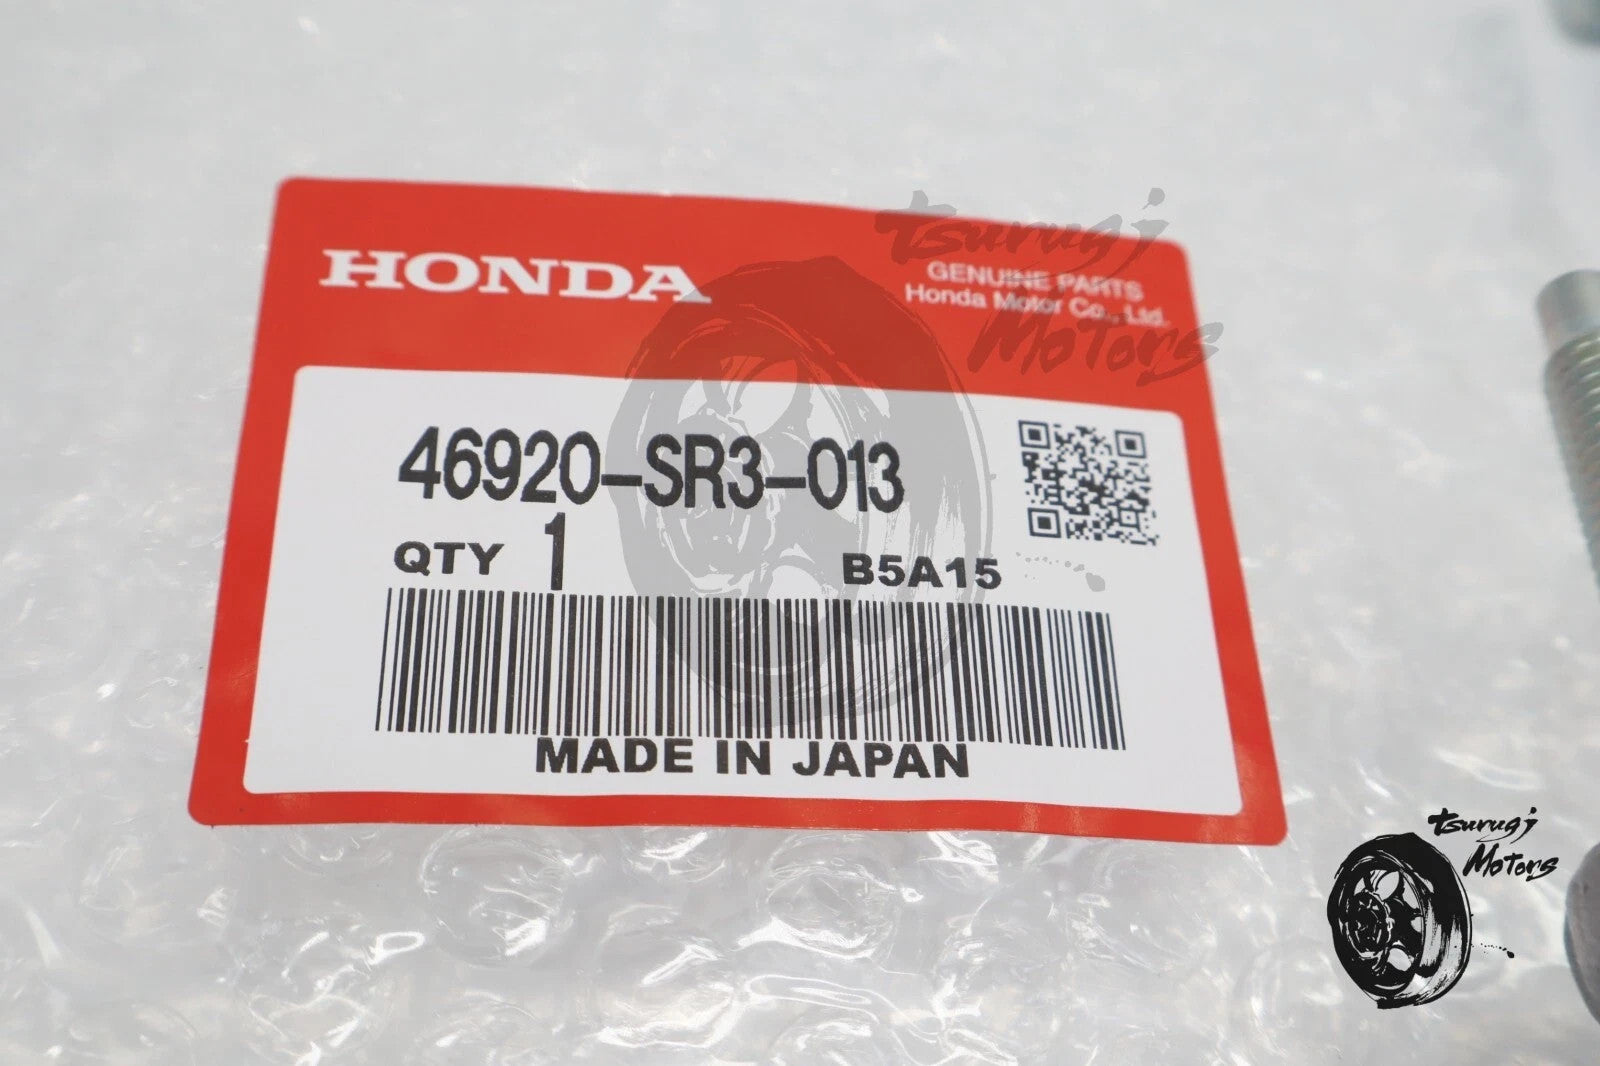 HONDA
GENUINE PARTS
Honda Motor Co., Ltd.
46920-SR3-013
QTY 1 B5A15
MADE IN JAPAN
tsurugi
Motors
tsurugi
Motors